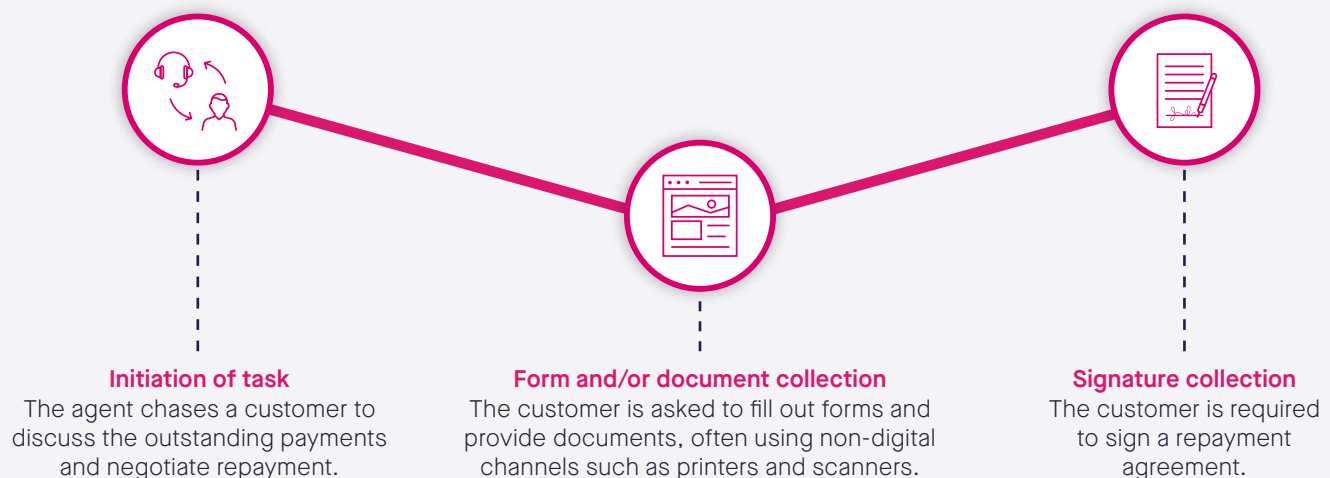 Initiation of task
The agent chases a customer to
discuss the outstanding payments
and negotiate repayment.
Form and/or document collection
The customer is asked to fill out forms and
provide documents, often using non-digital
channels such as printers and scanners.
Signature collection
The customer is required
to sign a repayment
agreement.